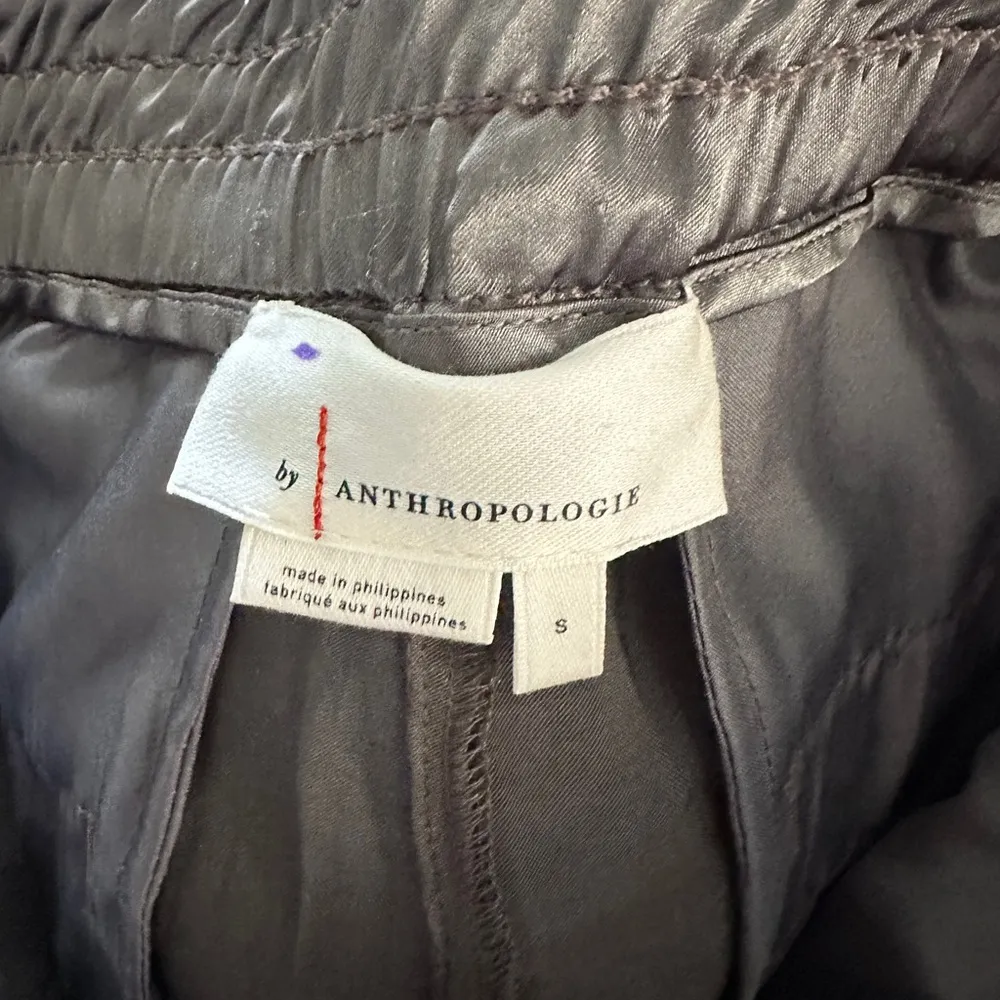 by ANTHROPOLOGIE
made in philippines
fabriqué aux philippines
S